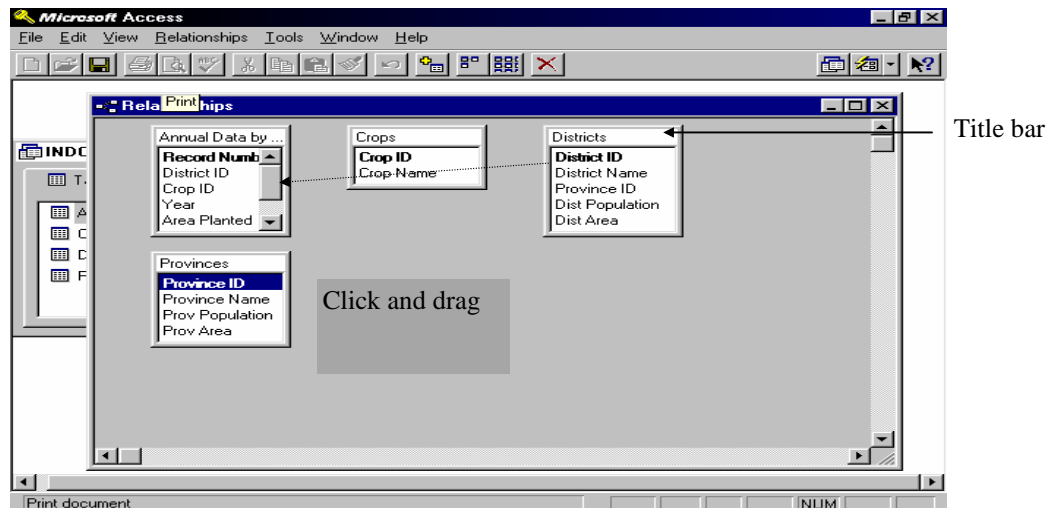 Microsoft Access
File Edit View Relationships Tools Window Help
Relationships
Print
Title bar
INDO
T
A
C
D
F
Annual Data by ...
Record Numb
District ID
Crop ID
Year
Area Planted
Crops
Crop ID
Crop Name
Districts
District ID
District Name
Province ID
Dist Population
Dist Area
Provinces
Province ID
Province Name
Prov Population
Prov Area
Click and drag
Print document
NUM